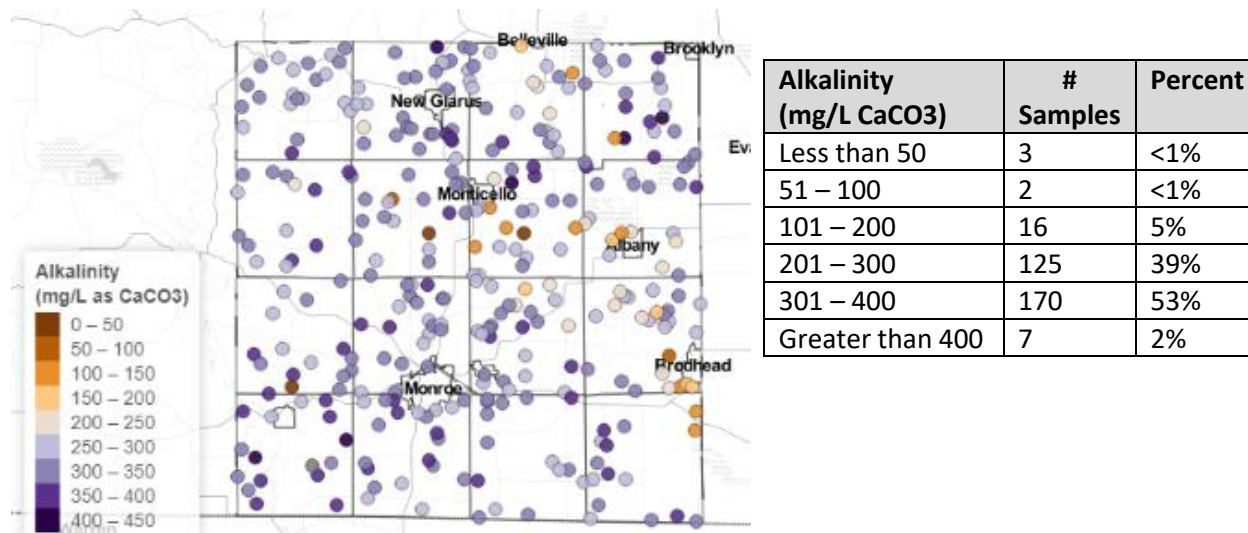 Belleville
Brooklyn
New Glarus
Monticello
Albany
Brodhead
Monroe
Alkalinity
(mg/L as CaCO3)
0 – 50
50 – 100
100 – 150
150 – 200
200 – 250
250 – 300
300 – 350
350 – 400
400 – 450
Alkalinity (mg/L CaCO3) # Samples Percent
Less than 50 3 <1%
51 – 100 2 <1%
101 – 200 16 5%
201 – 300 125 39%
301 – 400 170 53%
Greater than 400 7 2%